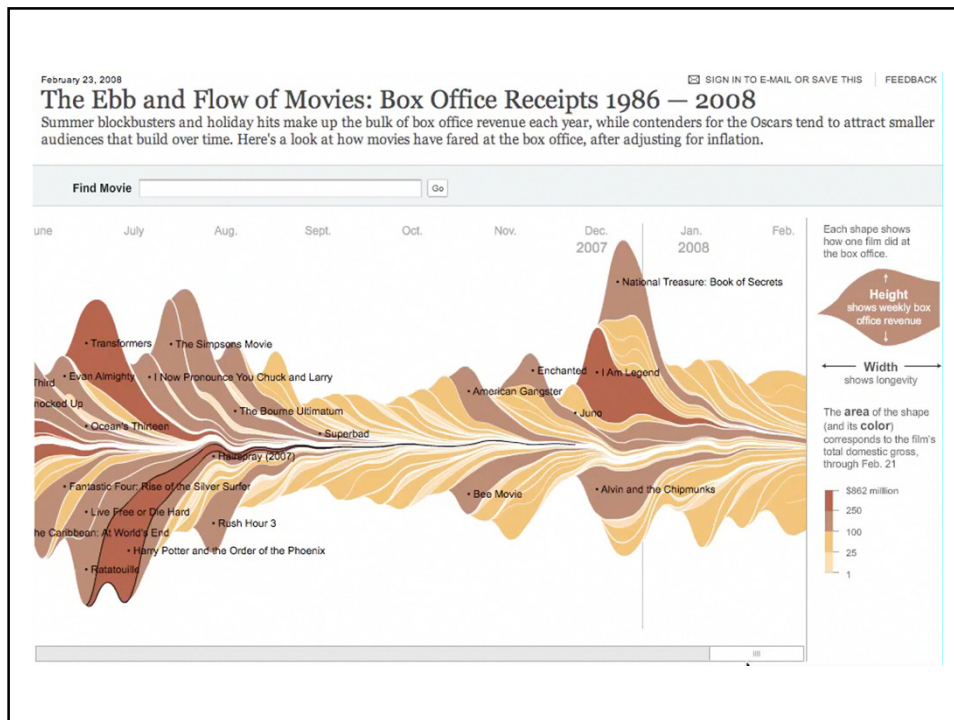 February 23, 2008
SIGN IN TO E-MAIL OR SAVE THIS
FEEDBACK
The Ebb and Flow of Movies: Box Office Receipts 1986 — 2008
Summer blockbusters and holiday hits make up the bulk of box office revenue each year, while contenders for the Oscars tend to attract smaller
audiences that build over time. Here's a look at how movies have fared at the box office, after adjusting for inflation.
Find Movie
Go
une
July
Aug.
Sept.
Oct.
Nov.
Dec.
Jan.
Feb.
2007
2008
• National Treasure: Book of Secrets
• Transformers
• The Simpsons Movie
Third
• Evan Almighty
• I Now Pronounce You Chuck and Larry
• Enchanted
• I Am Legend
• American Gangster
nocked Up
• The Bourne Ultimatum
• Juno
• Ocean's Thirteen
• Superbad
• Hairspray (2007)
• Fantastic Four: Rise of the Silver Surfer
• Bee Movie
• Alvin and the Chipmunks
• Live Free or Die Hard
• Rush Hour 3
he Caribbean: At World's End
• Harry Potter and the Order of the Phoenix
• Ratatouille
Each shape shows
how one film did at
the box office.
Height
shows weekly box
office revenue
Width
shows longevity
The area of the shape
(and its color)
corresponds to the film's
total domestic gross,
through Feb. 21
$862 million
250
100
25
1